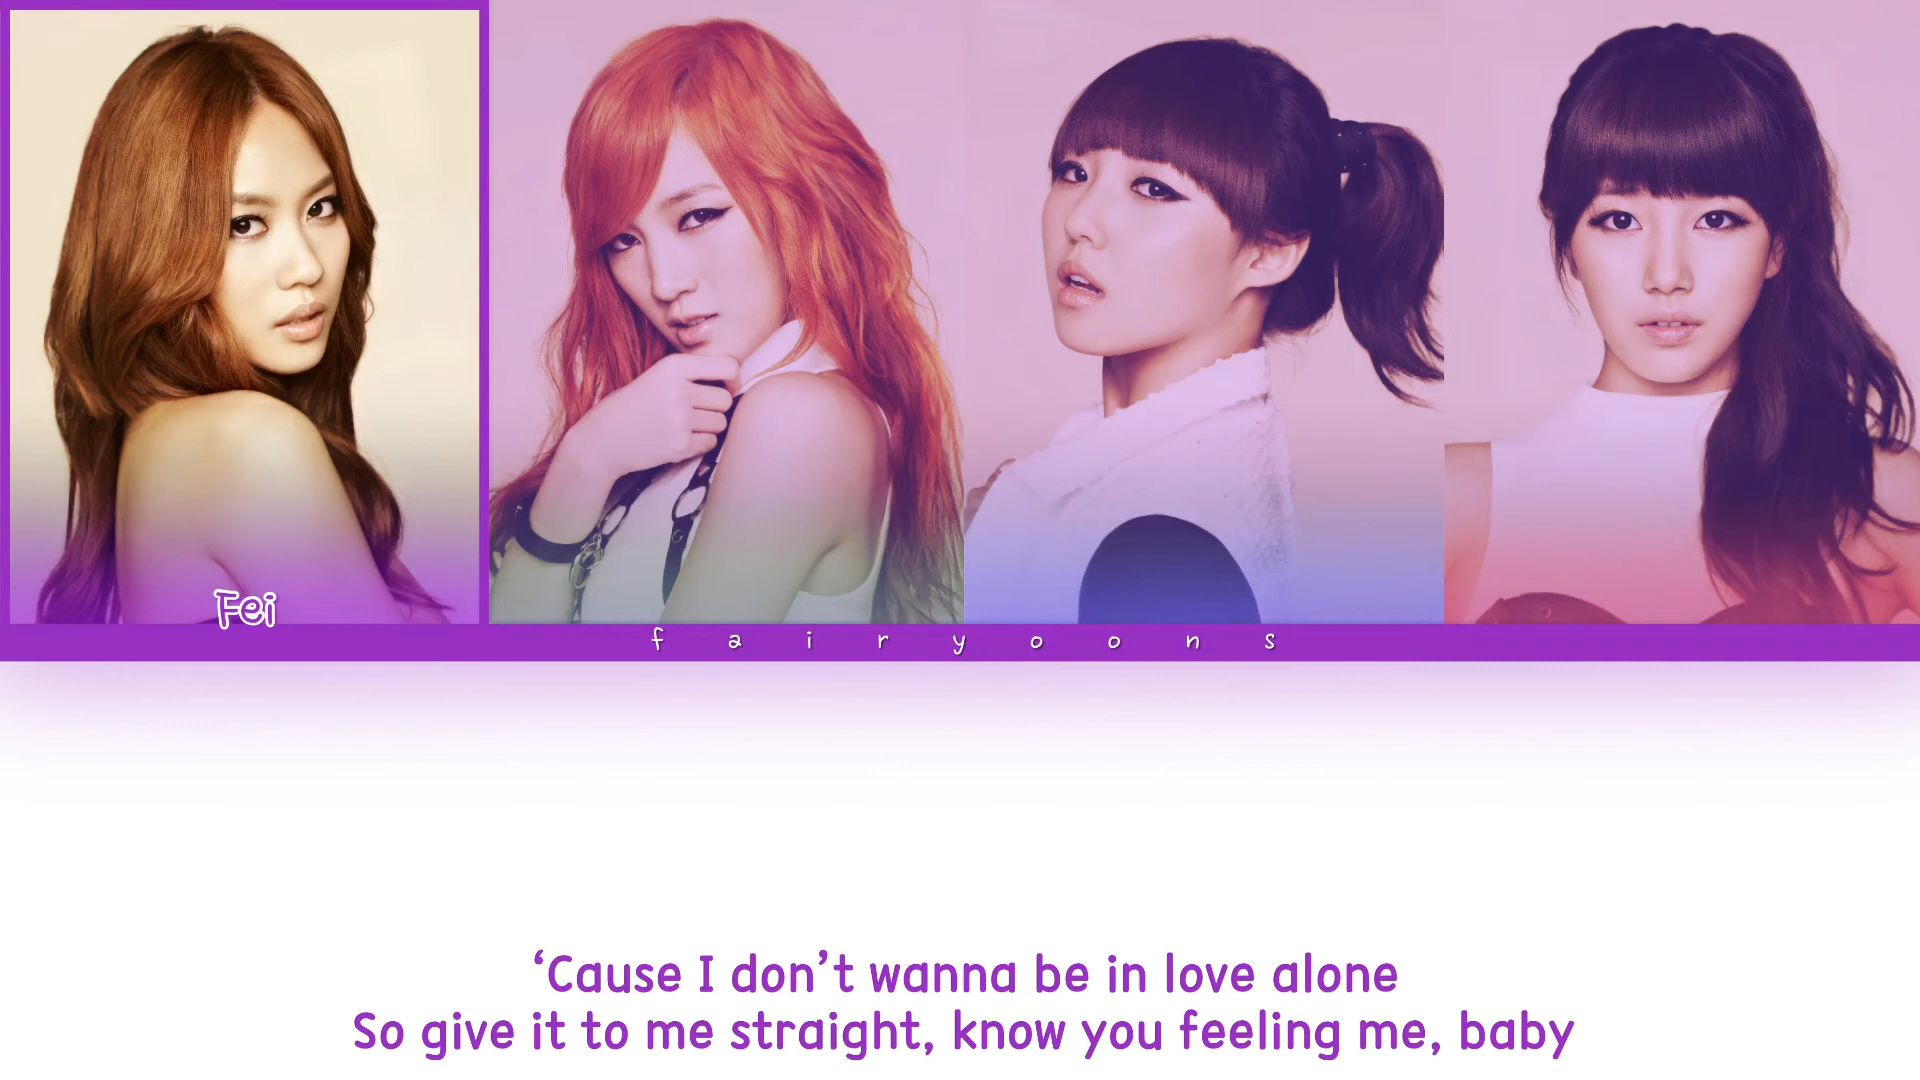 Fei
fairyoons
‘Cause I don’t wanna be in love alone
So give it to me straight, know you feeling me, baby